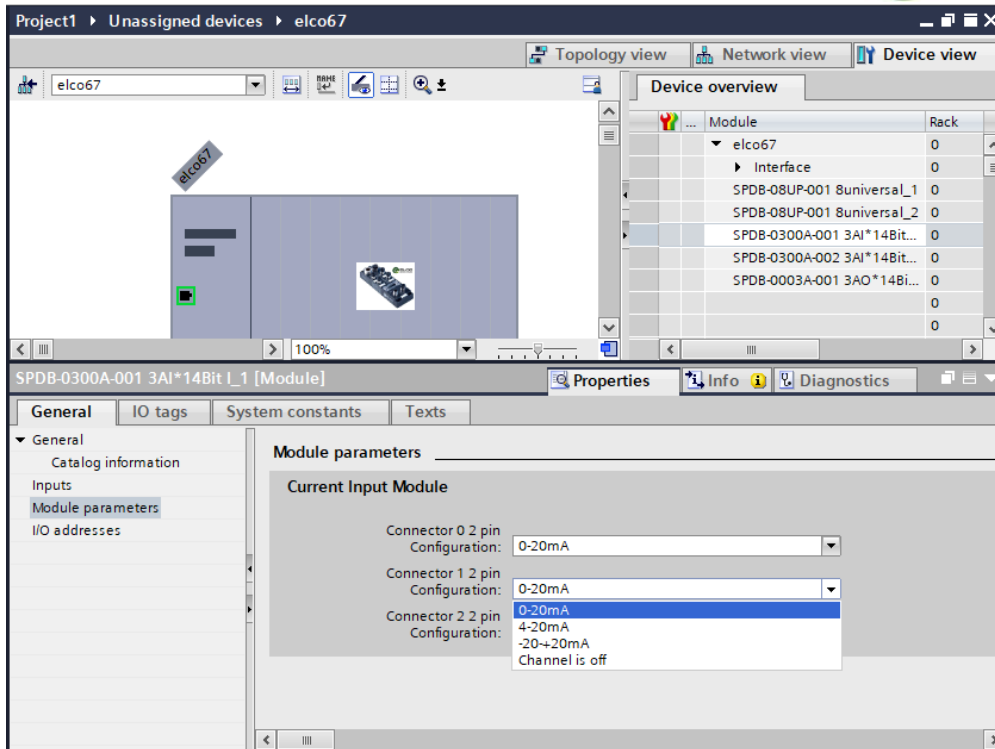 Project1 ▸ Unassigned devices ▸ elco67
Topology view
Network view
Device view
elco67
NAME
Device overview
... Module Rack
elco67 0
Interface 0
SPDB-08UP-001 8universal_1 0
SPDB-08UP-001 8universal_2 0
SPDB-0300A-001 3AI*14Bit... 0
SPDB-0300A-002 3AI*14Bit... 0
SPDB-0003A-001 3AO*14Bi... 0
0
0
elco67
100%
SPDB-0300A-001 3AI*14Bit I_1 [Module]
Properties
Info
Diagnostics
General
IO tags
System constants
Texts
General
Catalog information
Inputs
Module parameters
I/O addresses
Module parameters
Current Input Module
Connector 0 2 pin
Configuration: 0-20mA
Connector 1 2 pin
Configuration: 0-20mA
Connector 2 2 pin
Configuration:
0-20mA
4-20mA
-20-+20mA
Channel is off